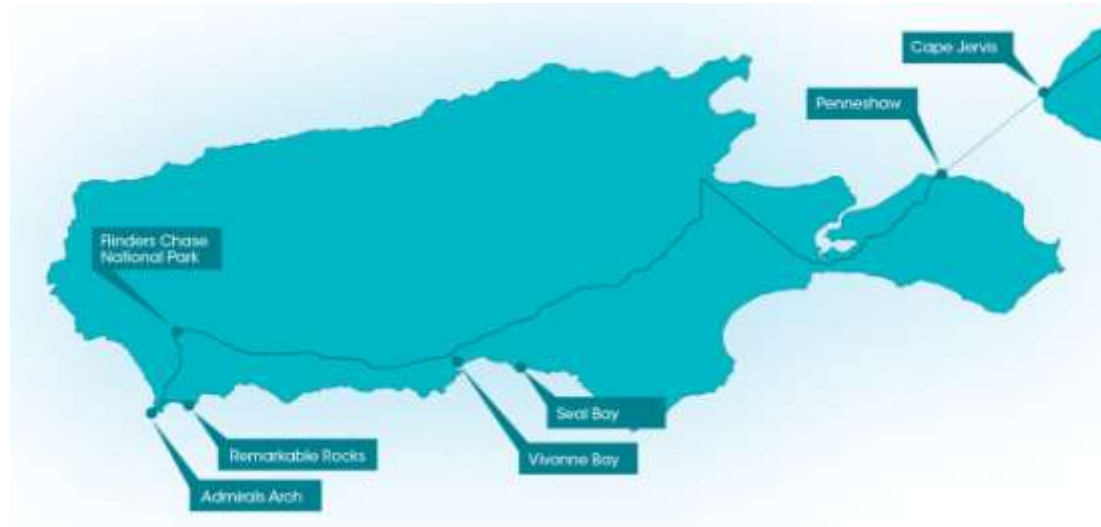 Cape Jervis
Penneshaw
Flinders Chase
National Park
Seal Bay
Remarkable Rocks
Vivonne Bay
Admirals Arch